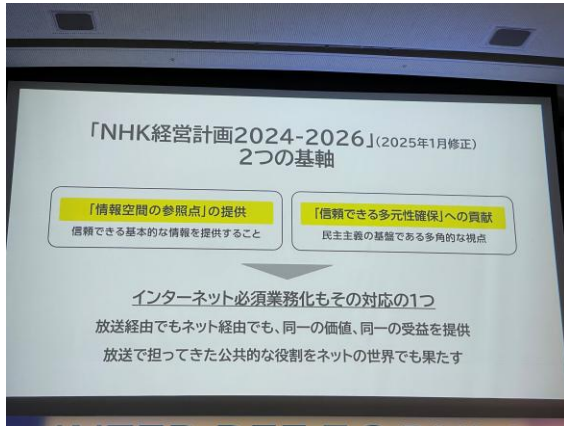 「NHK経営計画2024-2026」(2025年1月修正)
2つの基軸
「情報空間の参照点」の提供
信頼できる基本的な情報を提供すること
「信頼できる多元性確保」への貢献
民主主義の基盤である多角的な視点
インターネット必須業務化もその対応の1つ
放送経由でもネット経由でも、同一の価値、同一の受益を提供
放送で担ってきた公共的な役割をネットの世界でも果たす